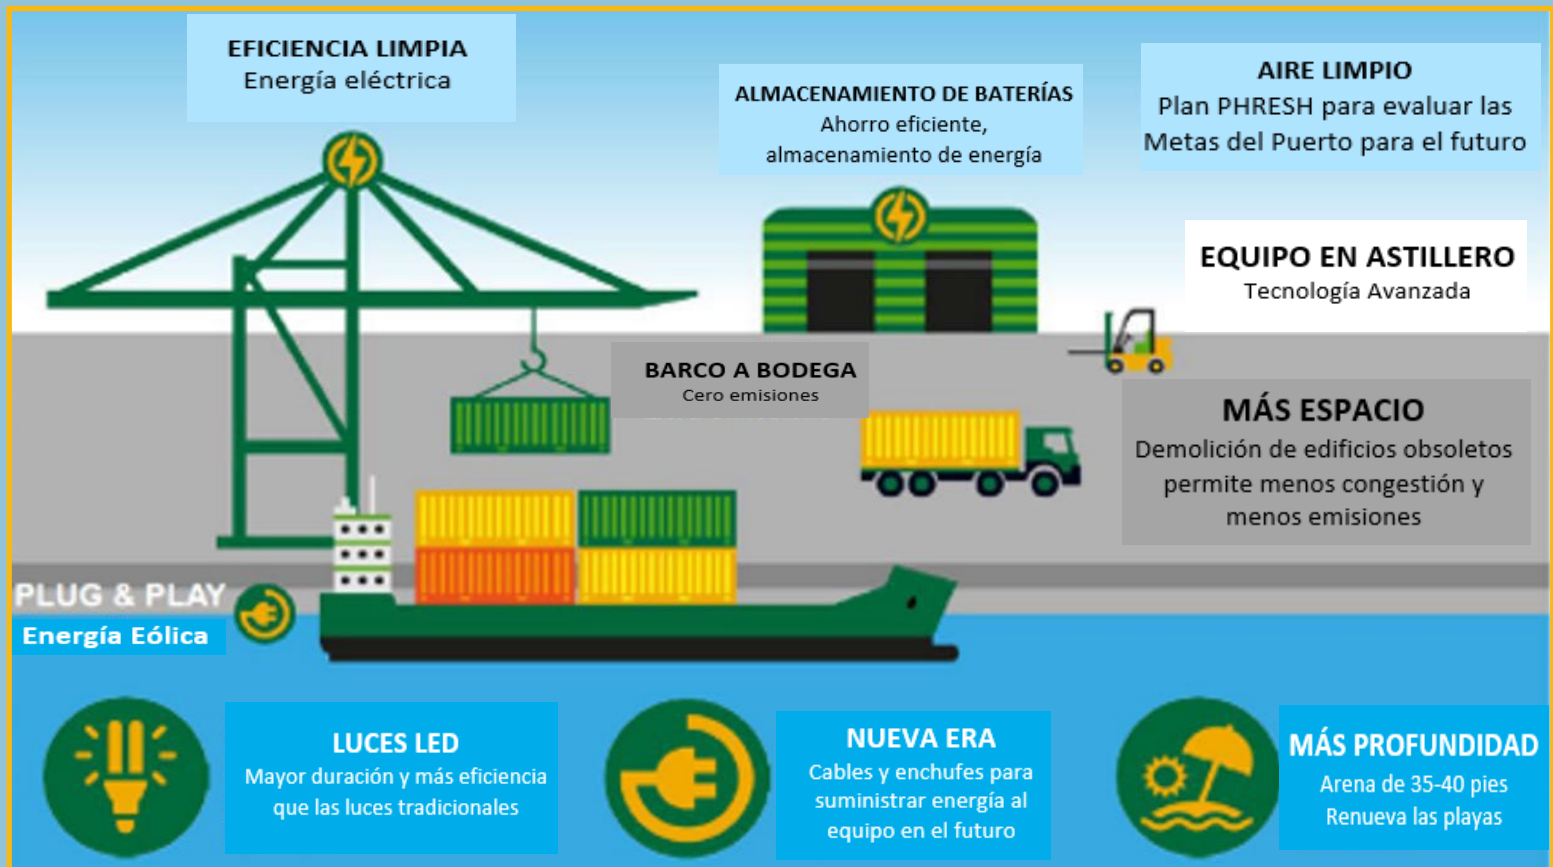 EFICIENCIA LIMPIA
Energía eléctrica
ALMACENAMIENTO DE BATERÍAS
Ahorro eficiente,
almacenamiento de energía
AIRE LIMPIO
Plan PHRESH para evaluar las
Metas del Puerto para el futuro
EQUIPO EN ASTILLERO
Tecnología Avanzada
BARCO A BODEGA
Cero emisiones
MÁS ESPACIO
Demolición de edificios obsoletos
permite menos congestión y
menos emisiones
PLUG & PLAY
Energía Eólica
LUCES LED
Mayor duración y más eficiencia
que las luces tradicionales
NUEVA ERA
Cables y enchufes para
suministrar energía al
equipo en el futuro
MÁS PROFUNDIDAD
Arena de 35-40 pies
Renueva las playas